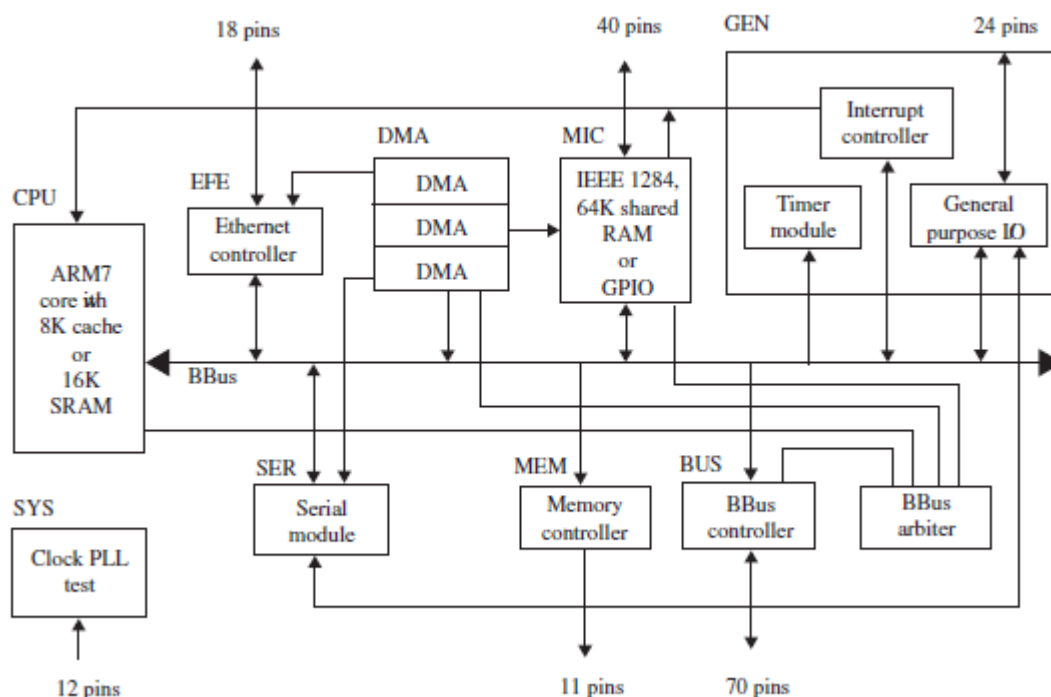 18 pins
40 pins
GEN
24 pins
DMA
MIC
Interrupt
controller
CPU
EFE
DMA
DMA
DMA
IEEE 1284,
64K shared
RAM
or
GPIO
Timer
module
General
purpose I/O
Ethernet
controller
ARM7
core with
8K cache
or
16K
SRAM
BBus
SER
MEM
BUS
SYS
Serial
module
Memory
controller
BBus
controller
BBus
arbiter
Clock PLL
test
12 pins
11 pins
70 pins